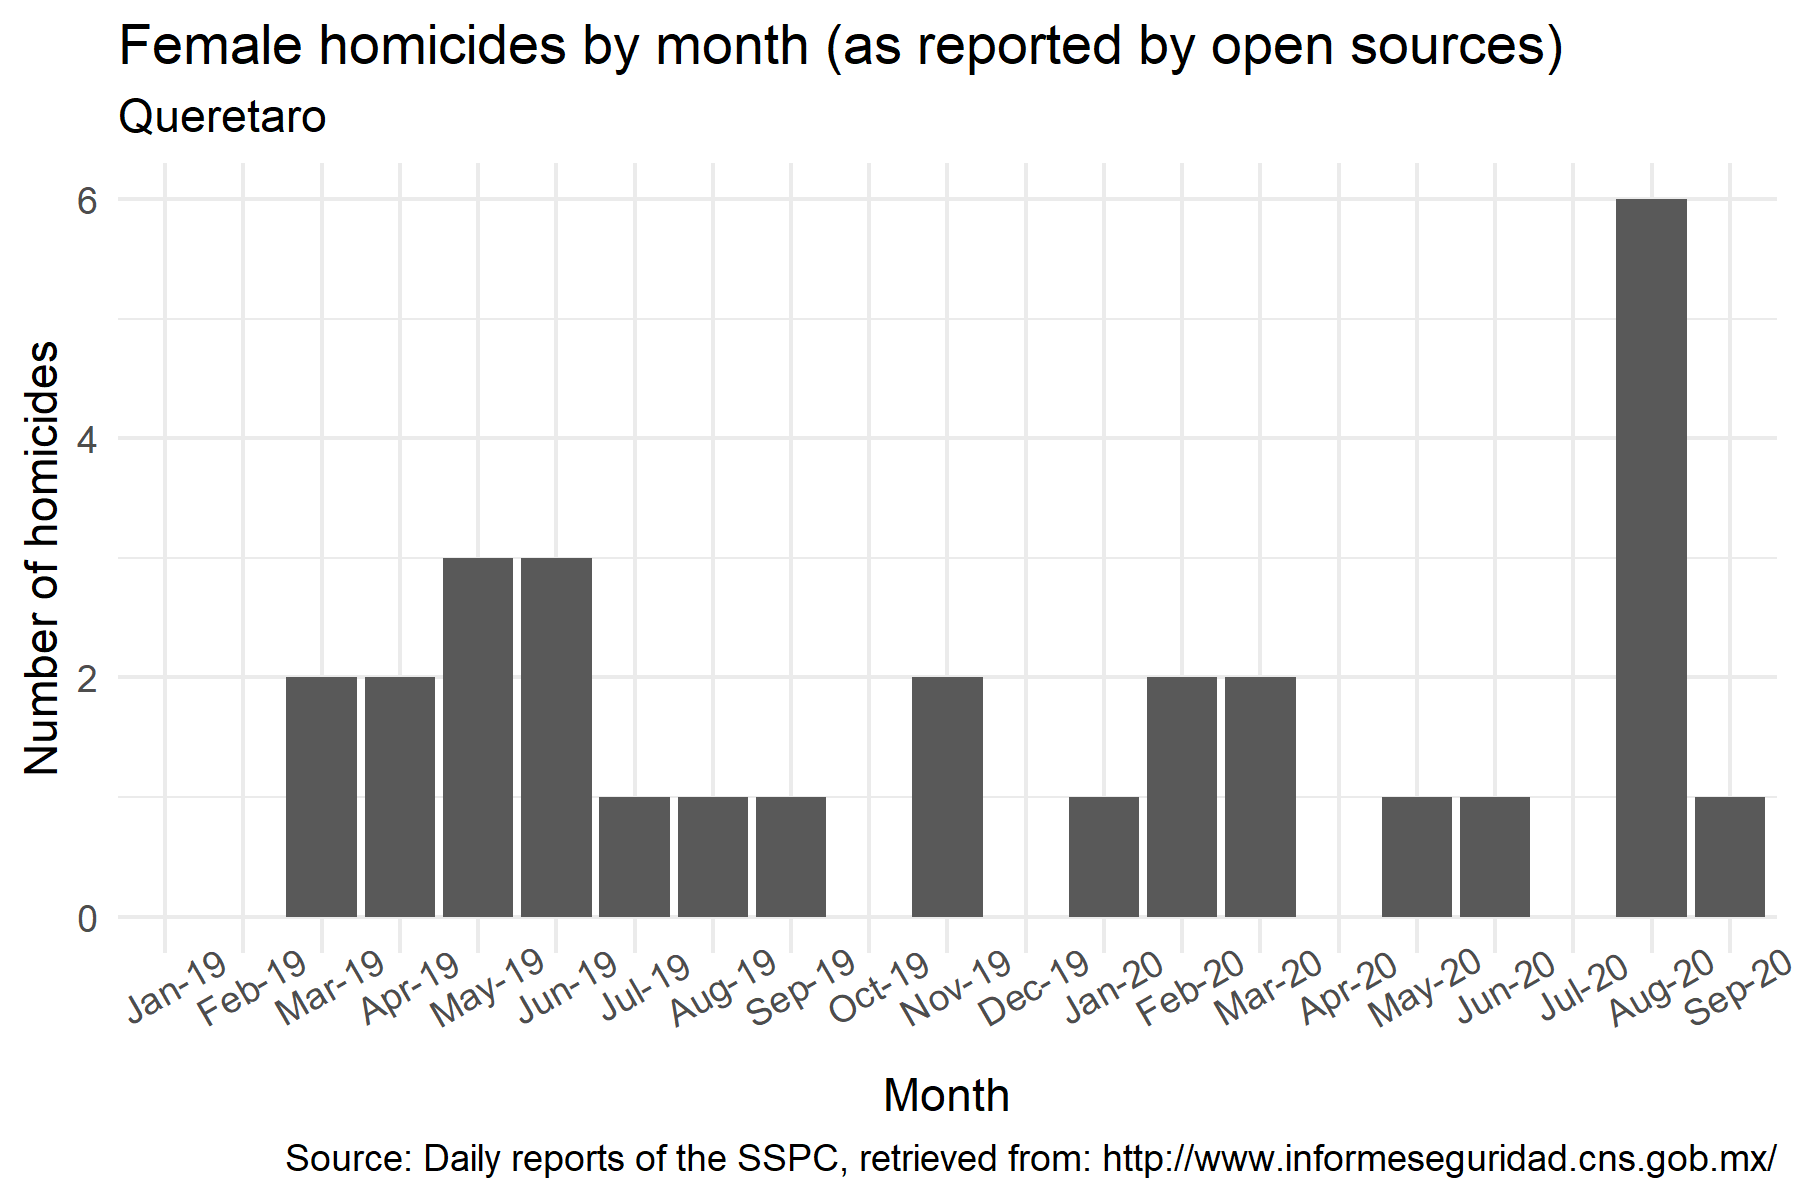 Female homicides by month (as reported by open sources)
Queretaro
Number of homicides
6
4
2
0
Jan-19
Feb-19
Mar-19
Apr-19
May-19
Jun-19
Jul-19
Aug-19
Sep-19
Oct-19
Nov-19
Dec-19
Jan-20
Feb-20
Mar-20
Apr-20
May-20
Jun-20
Jul-20
Aug-20
Sep-20
Month
Source: Daily reports of the SSPC, retrieved from: http://www.informeseguridad.cns.gob.mx/